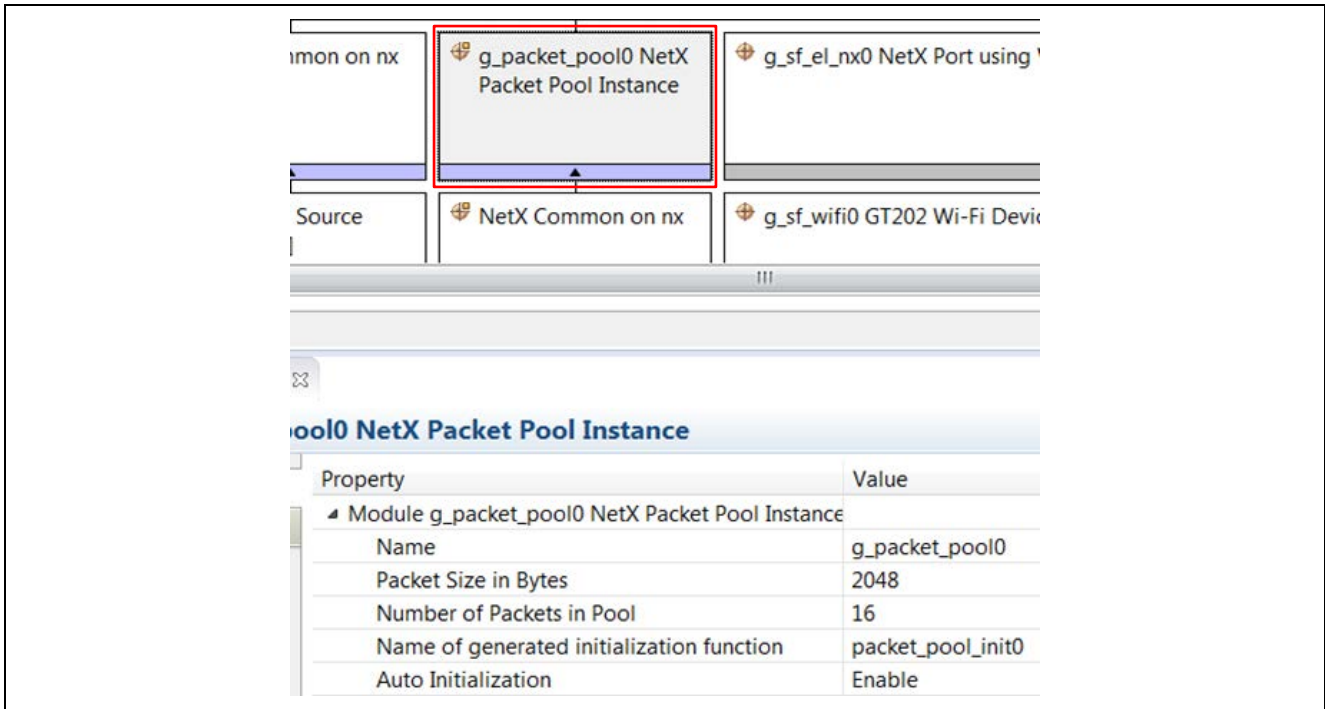 mmon on nx
g_packet_pool0 NetX
Packet Pool Instance
g_sf_el_nx0 NetX Port using
Source
NetX Common on nx
g_sf_wifi0 GT202 Wi-Fi Devic
ool0 NetX Packet Pool Instance
Property Value
Module g_packet_pool0 NetX Packet Pool Instance
Name g_packet_pool0
Packet Size in Bytes 2048
Number of Packets in Pool 16
Name of generated initialization function packet_pool_init0
Auto Initialization Enable